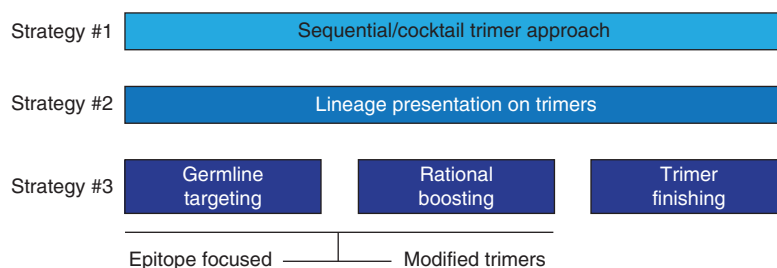 Strategy #1
Sequential/cocktail trimer approach
Strategy #2
Lineage presentation on trimers
Strategy #3
Germline
targeting
Rational
boosting
Trimer
finishing
Epitope focused
Modified trimers